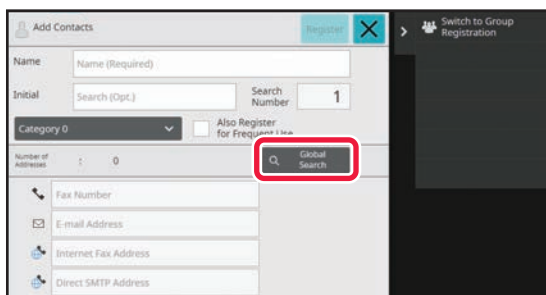 Add Contacts
Register
Switch to Group
Registration
Name
Name (Required)
Initial
Search (Opt.)
Search
Number
1
Category 0
Also Register
for Frequent Use
Number of
Addresses
:
0
Global
Search
Fax Number
E-mail Address
Internet Fax Address
Direct SMTP Address